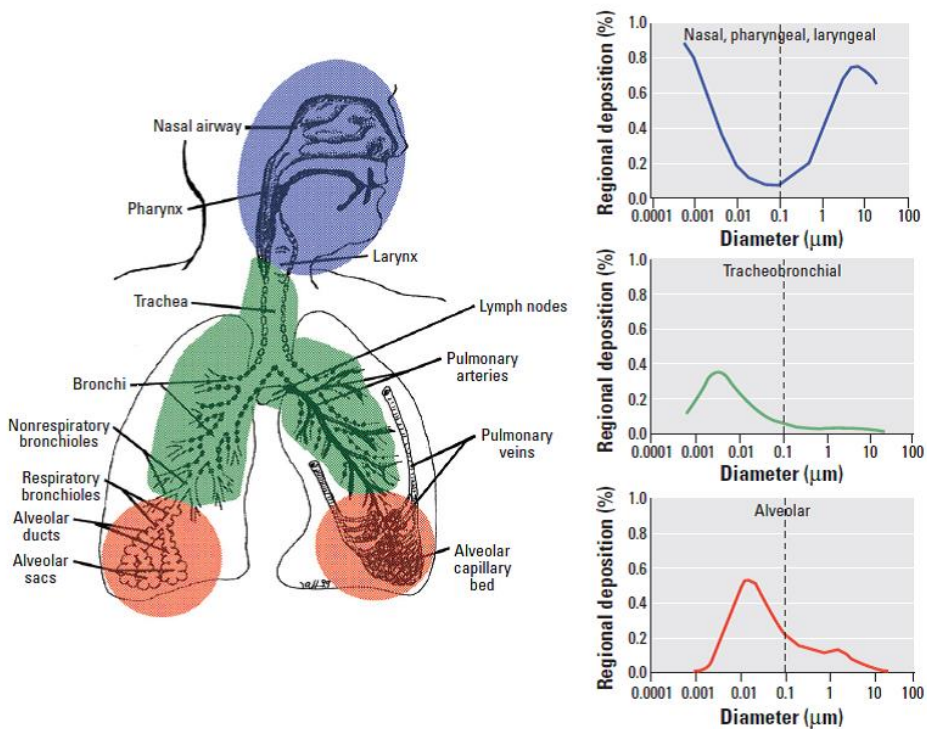 Nasal airway
Pharynx
Larynx
Trachea
Lymph nodes
Bronchi
Pulmonary
arteries
Nonrespiratory
bronchioles
Pulmonary
veins
Respiratory
bronchioles
Alveolar
ducts
Alveolar
sacs
Alveolar
capillary
bed
Regional deposition (%)
Nasal, pharyngeal, laryngeal
1.0
0.8
0.6
0.4
0.2
0.0
0.0001 0.001 0.01 0.1 1 10 100
Diameter (μm)
Regional deposition (%)
Tracheobronchial
1.0
0.8
0.6
0.4
0.2
0.0
0.0001 0.001 0.01 0.1 1 10 100
Diameter (μm)
Regional deposition (%)
Alveolar
1.0
0.8
0.6
0.4
0.2
0.0
0.0001 0.001 0.01 0.1 1 10 100
Diameter (μm)